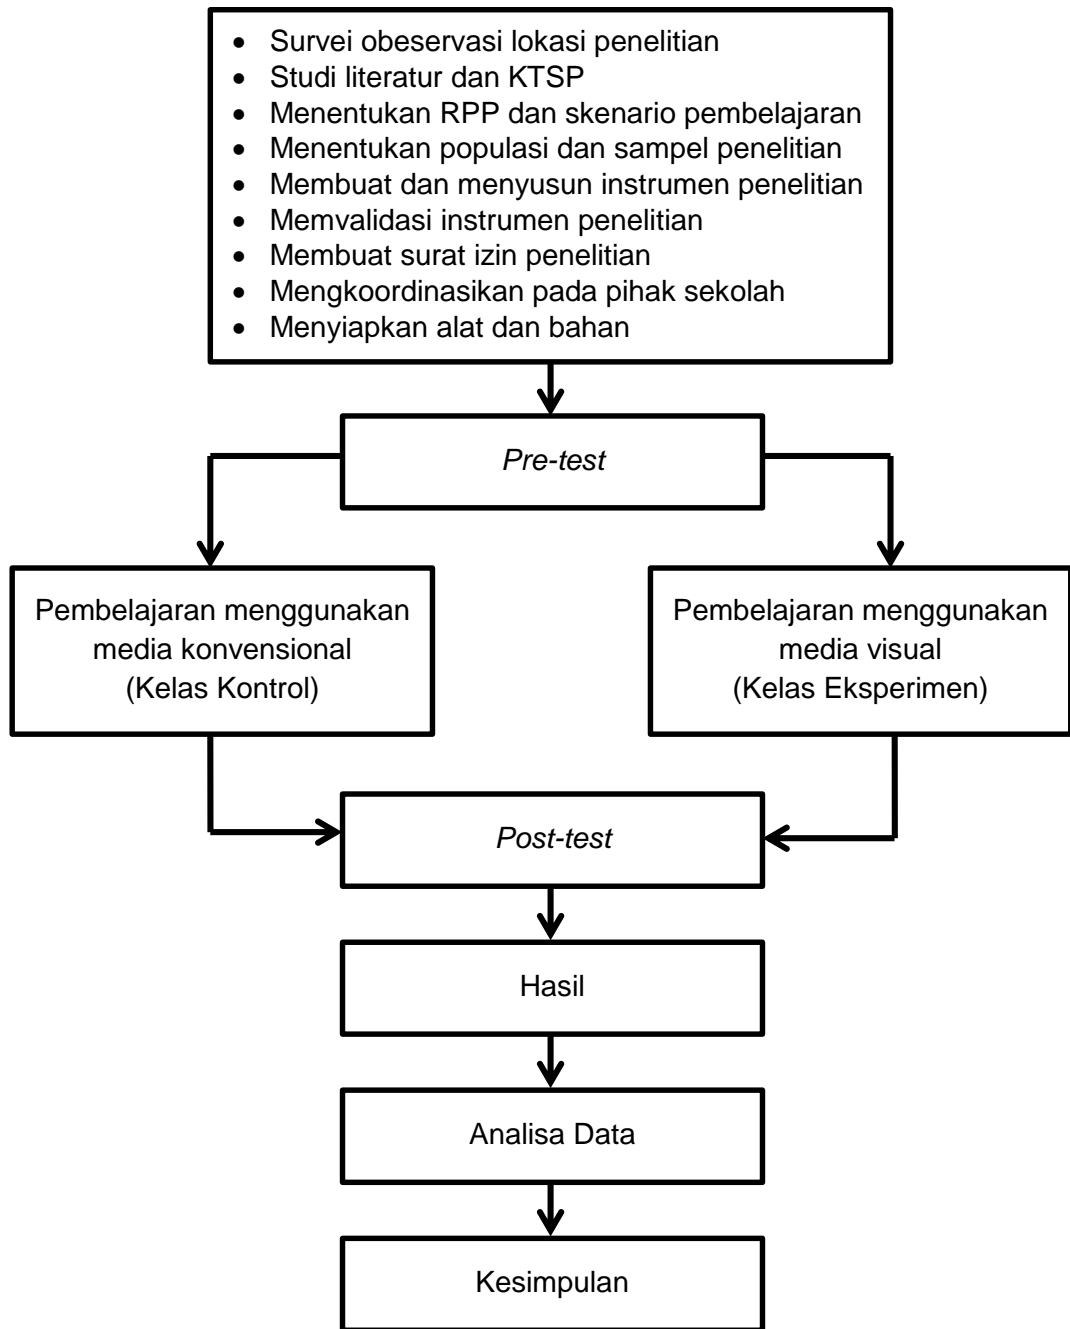 • Survei obeservasi lokasi penelitian
• Studi literatur dan KTSP
• Menentukan RPP dan skenario pembelajaran
• Menentukan populasi dan sampel penelitian
• Membuat dan menyusun instrumen penelitian
• Memvalidasi instrumen penelitian
• Membuat surat izin penelitian
• Mengkoordinasikan pada pihak sekolah
• Menyiapkan alat dan bahan
Pre-test
Pembelajaran menggunakan
media konvensional
(Kelas Kontrol)
Pembelajaran menggunakan
media visual
(Kelas Eksperimen)
Post-test
Hasil
Analisa Data
Kesimpulan